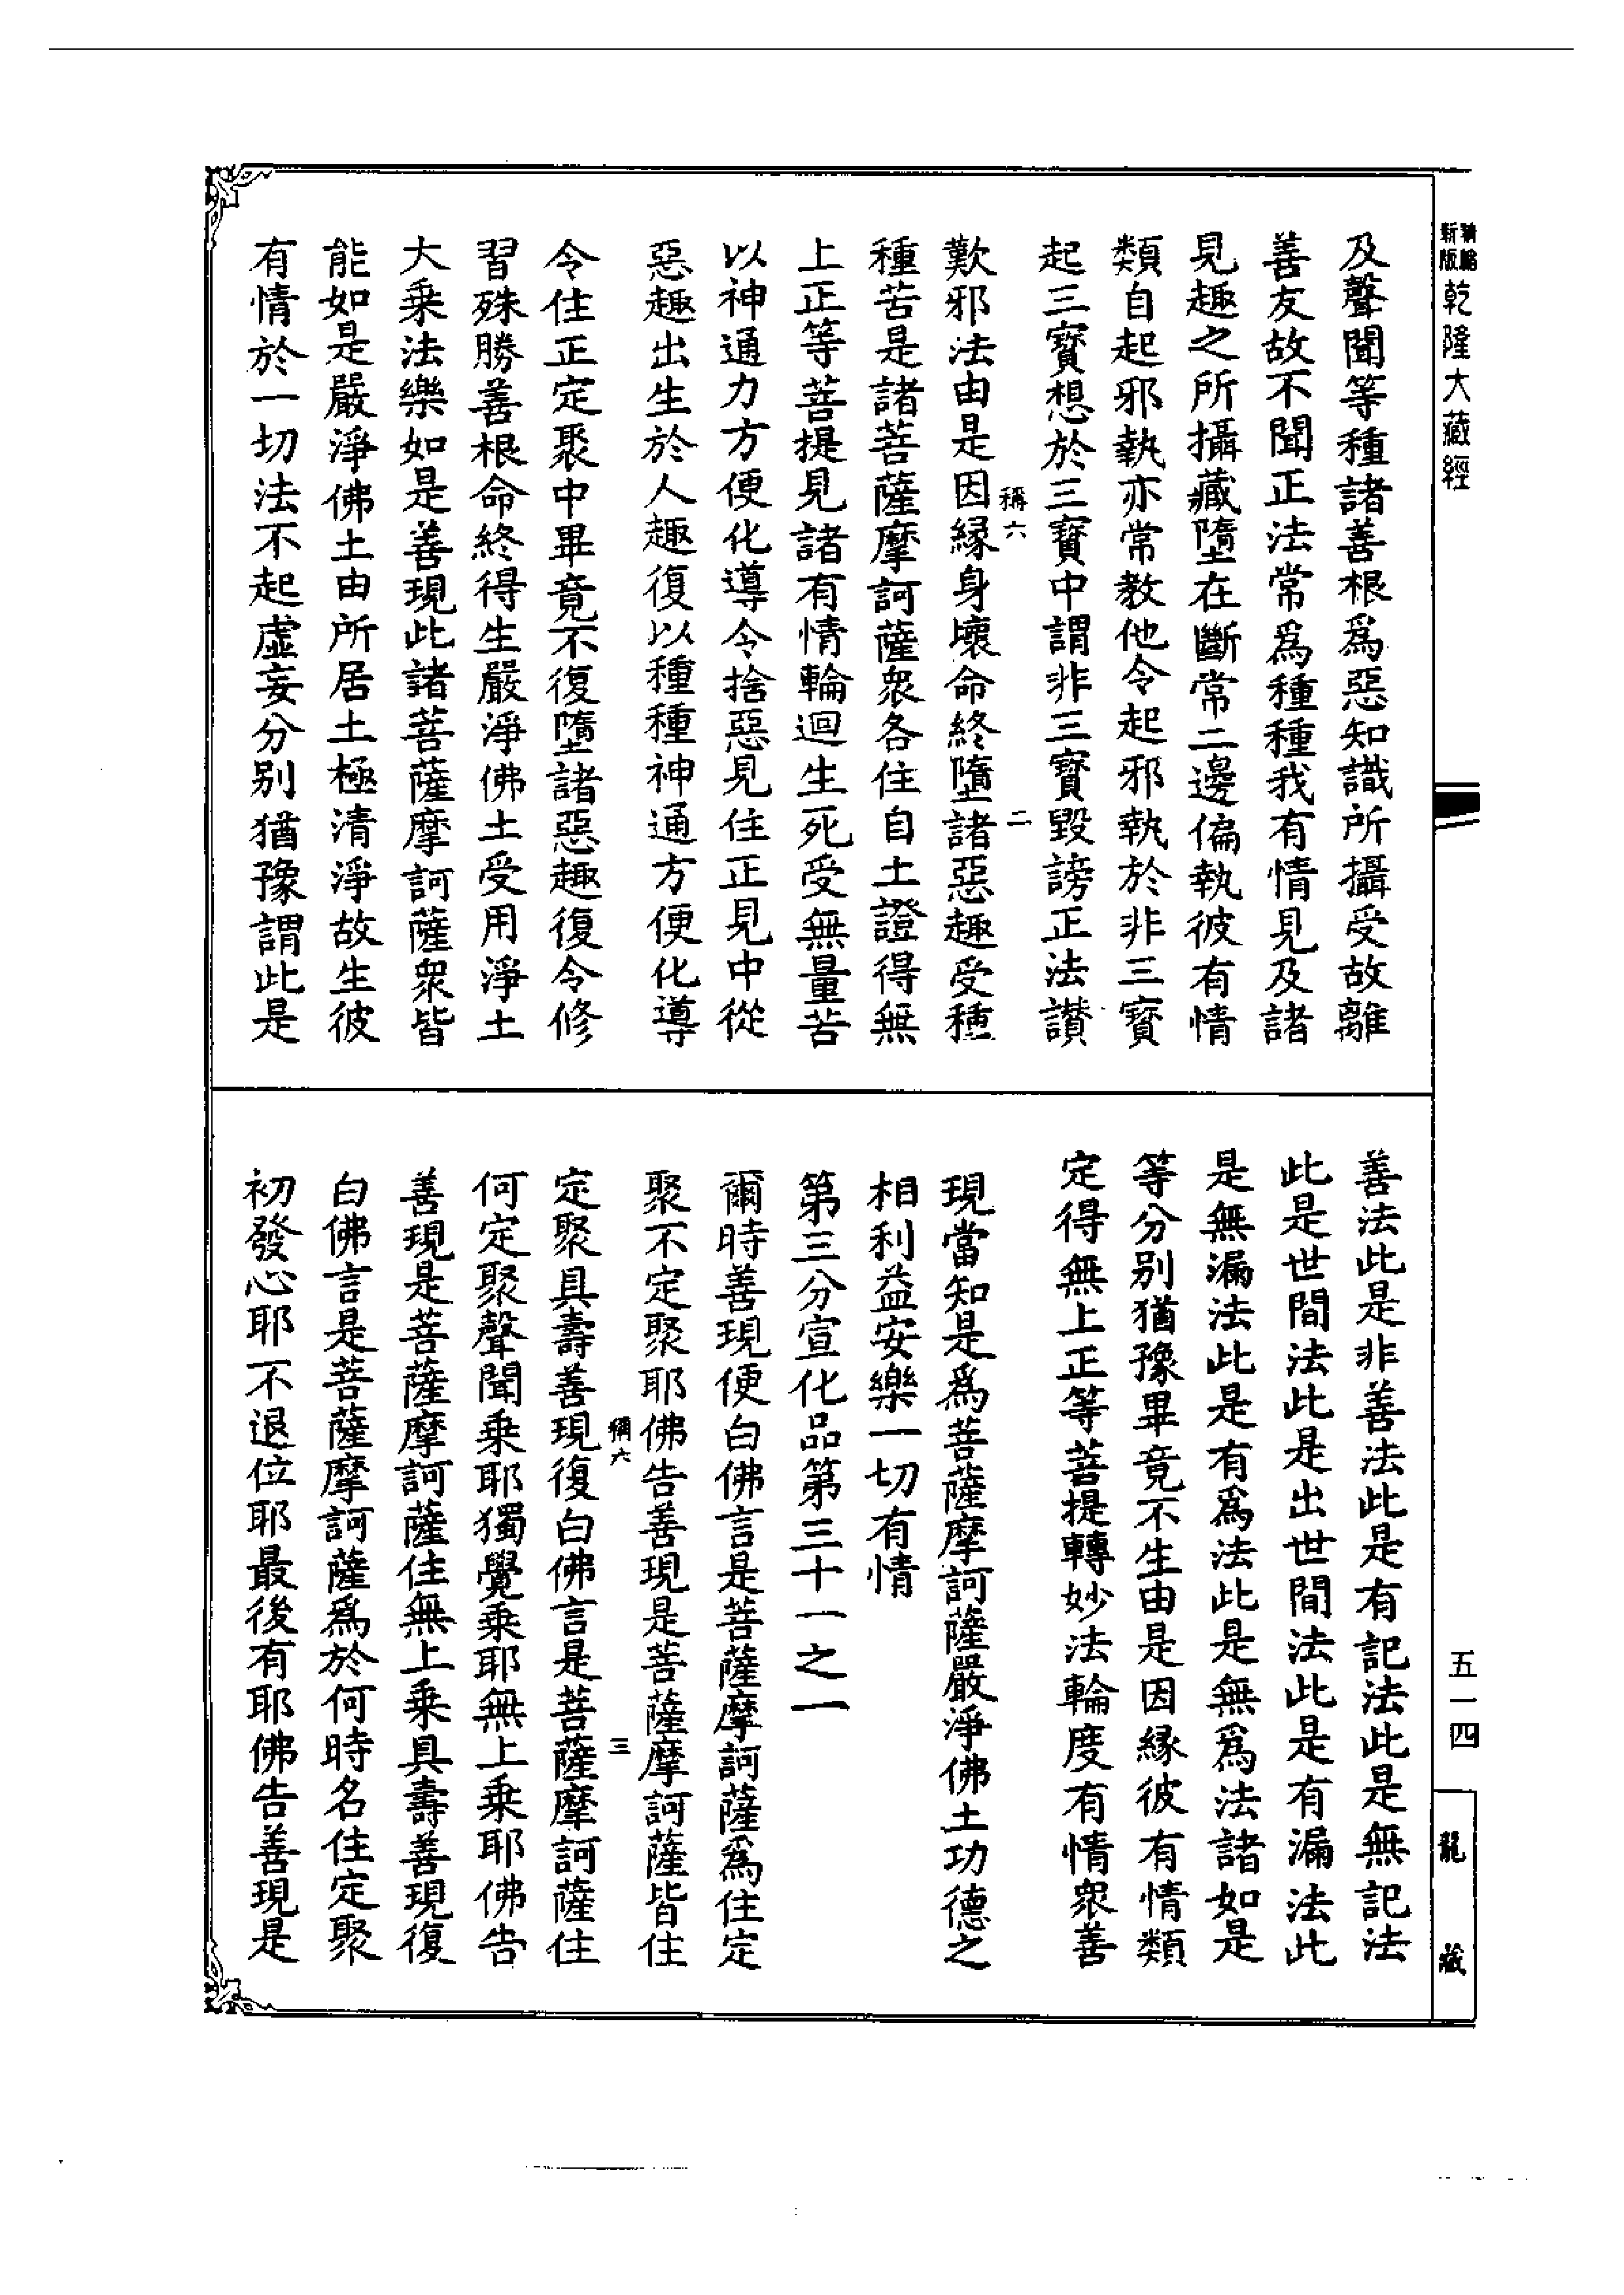 新版
精縮
乾隆大藏經
及聲聞等種諸善根爲惡知識所攝受故離
善友故不聞正法常爲種種我有情見及諸
見趣之所攝藏墮在斷常二邊偏執彼有情
類自起邪執亦常教他令起邪執於非三寶
起三寶想於三寶中謂非三寶毀謗正法讃
稱六
二
歎邪法由是因緣身壞命終墮諸惡趣受種
種苦是諸菩薩摩訶薩衆各住自土證得無
上正等菩提見諸有情輪迴生死受無量苦
以神通力方便化導令捨惡見住正見中從
惡趣出生於人趣復以種種神通方便化導
令住正定聚中畢竟不復墮諸惡趣復令修
習殊勝善根命終得生嚴淨佛土受用淨土
大乘法樂如是善現此諸菩薩摩訶薩衆皆
能如是嚴淨佛土由所居土極清淨故生彼
有情於一切法不起虛妄分別猶豫謂此是
善法此是非善法此是有記法此是無記法
此是世間法此是出世間法此是有漏法此
是無漏法此是有爲法此是無爲法諸如是
等分別猶豫畢竟不生由是因緣彼有情類
定得無上正等菩提轉妙法輪度有情衆善
現當知是爲菩薩摩訶薩嚴淨佛土功德之
相利益安樂一切有情
第三分宣化品第三十一之一
爾時善現便白佛言是菩薩摩訶薩爲住定
聚不定聚耶佛告善現是菩薩摩訶薩皆住
稱六
三
定聚具壽善現復白佛言是菩薩摩訶薩住
何定聚聲聞乘耶獨覺乘耶無上乘耶佛告
善現是菩薩摩訶薩住無上乘具壽善現復
白佛言是菩薩摩訶薩爲於何時名住定聚
初發心耶不退位耶最後有耶佛告善現是
五一四
龍藏